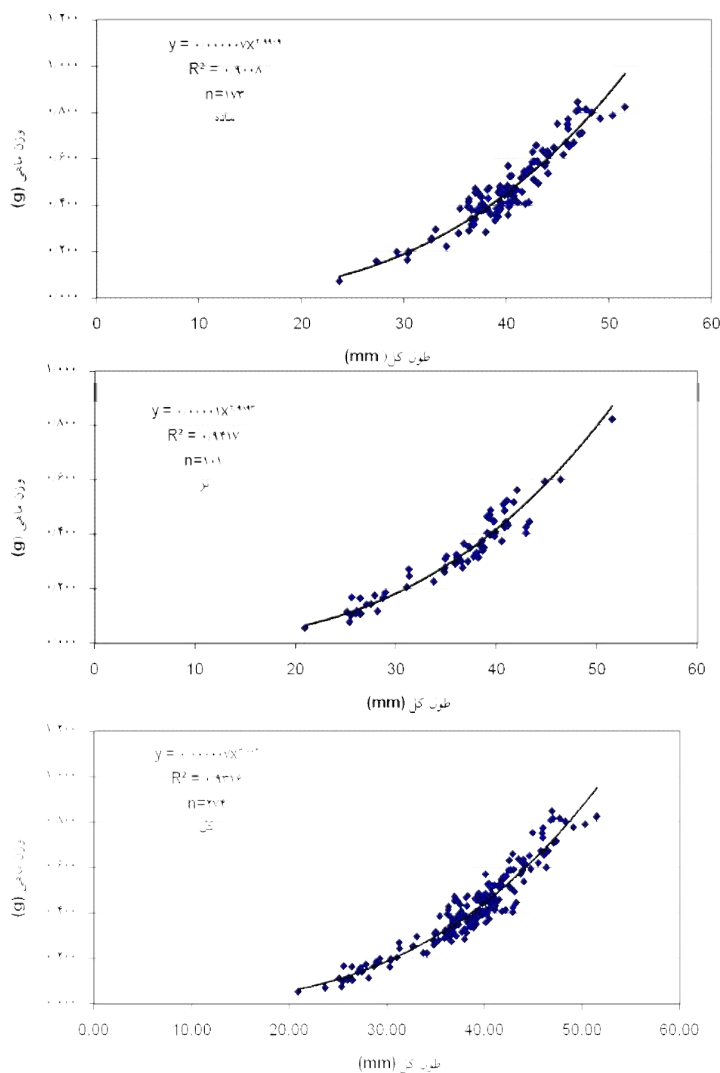 ۱.۲۰۰
y = ۰.۰۰۰۰۰۷x^۲.۹۹۰۹
R² = ۰.۹۰۰۸
n=۱۷۳
ماده
۱.۰۰۰
۰.۸۰۰
۰.۶۰۰
۰.۴۰۰
۰.۲۰۰
۰.۰۰۰
وزن ماهی (g)
0 10 20 30 40 50 60
طول کل (mm)
۱.۰۰۰
R² = ۰.۹۴۱۷
n=۱۰۱
نر
۰.۸۰۰
۰.۶۰۰
۰.۴۰۰
۰.۲۰۰
۰.۰۰۰
وزن ماهی (g)
0 10 20 30 40 50 60
طول کل (mm)
۱.۲۰۰
R² = ۰.۹۳۱۶
n=۲۷۴
کل
۱.۰۰۰
۰.۸۰۰
۰.۶۰۰
۰.۴۰۰
۰.۲۰۰
۰.۰۰۰
وزن ماهی (g)
0.00 10.00 20.00 30.00 40.00 50.00 60.00
طول کل (mm)